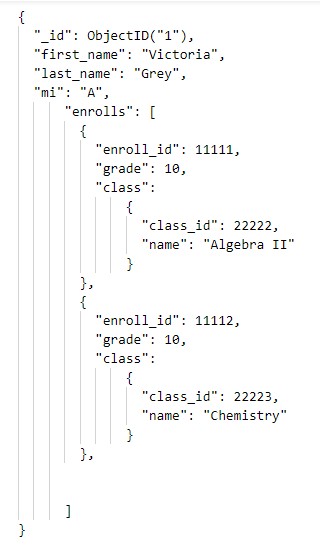 {
"_id": ObjectID("1"),
"first_name": "Victoria",
"last_name": "Grey",
"mi": "A",
"enrolls": [
{
"enroll_id": 11111,
"grade": 10,
"class":
{
"class_id": 22222,
"name": "Algebra II"
}
},
{
"enroll_id": 11112,
"grade": 10,
"class":
{
"class_id": 22223,
"name": "Chemistry"
}
},
]
}